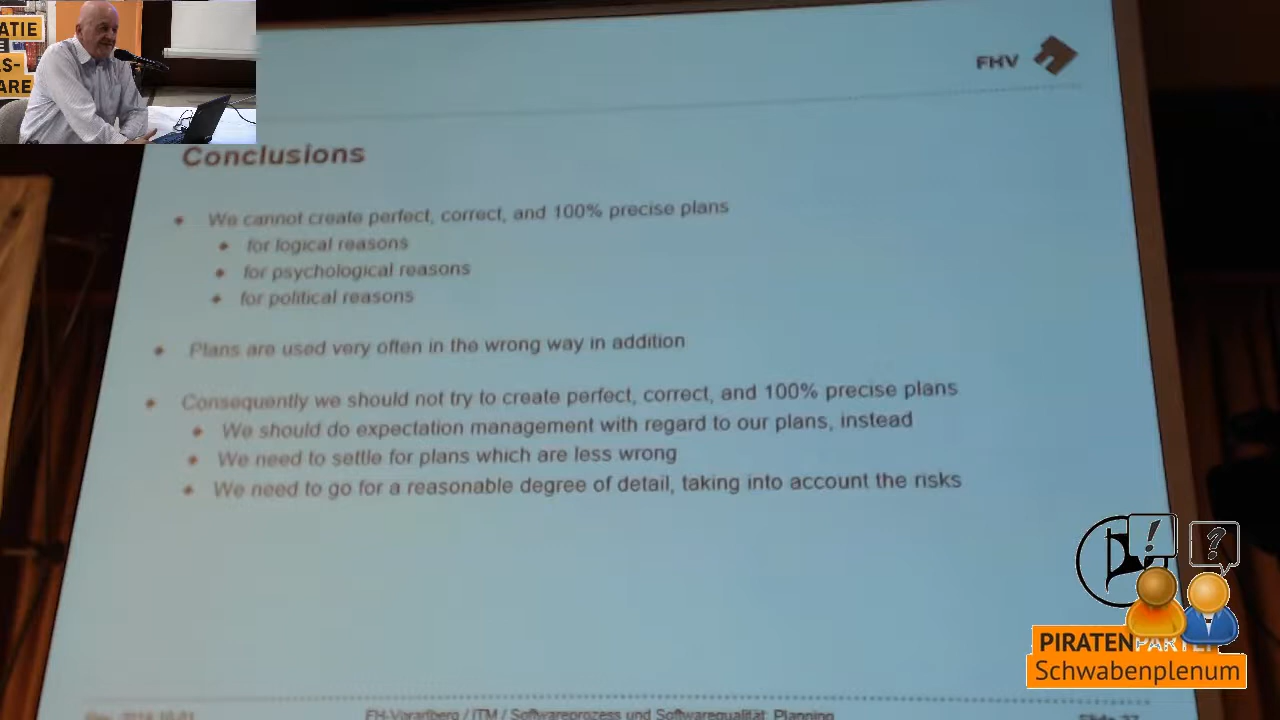 ATIE
E
LS-
ARE
FHV
Conclusions
We cannot create perfect, correct, and 100% precise plans
for logical reasons
for psychological reasons
for political reasons
Plans are used very often in the wrong way in addition
Consequently we should not try to create perfect, correct, and 100% precise plans
We should do expectation management with regard to our plans, instead
We need to settle for plans which are less wrong
We need to go for a reasonable degree of detail, taking into account the risks
! ?
PIRATENPARTEI
Schwabenplenum
FH-Vorarlberg / ITM / Softwareprozess und Softwarequalität: Planning